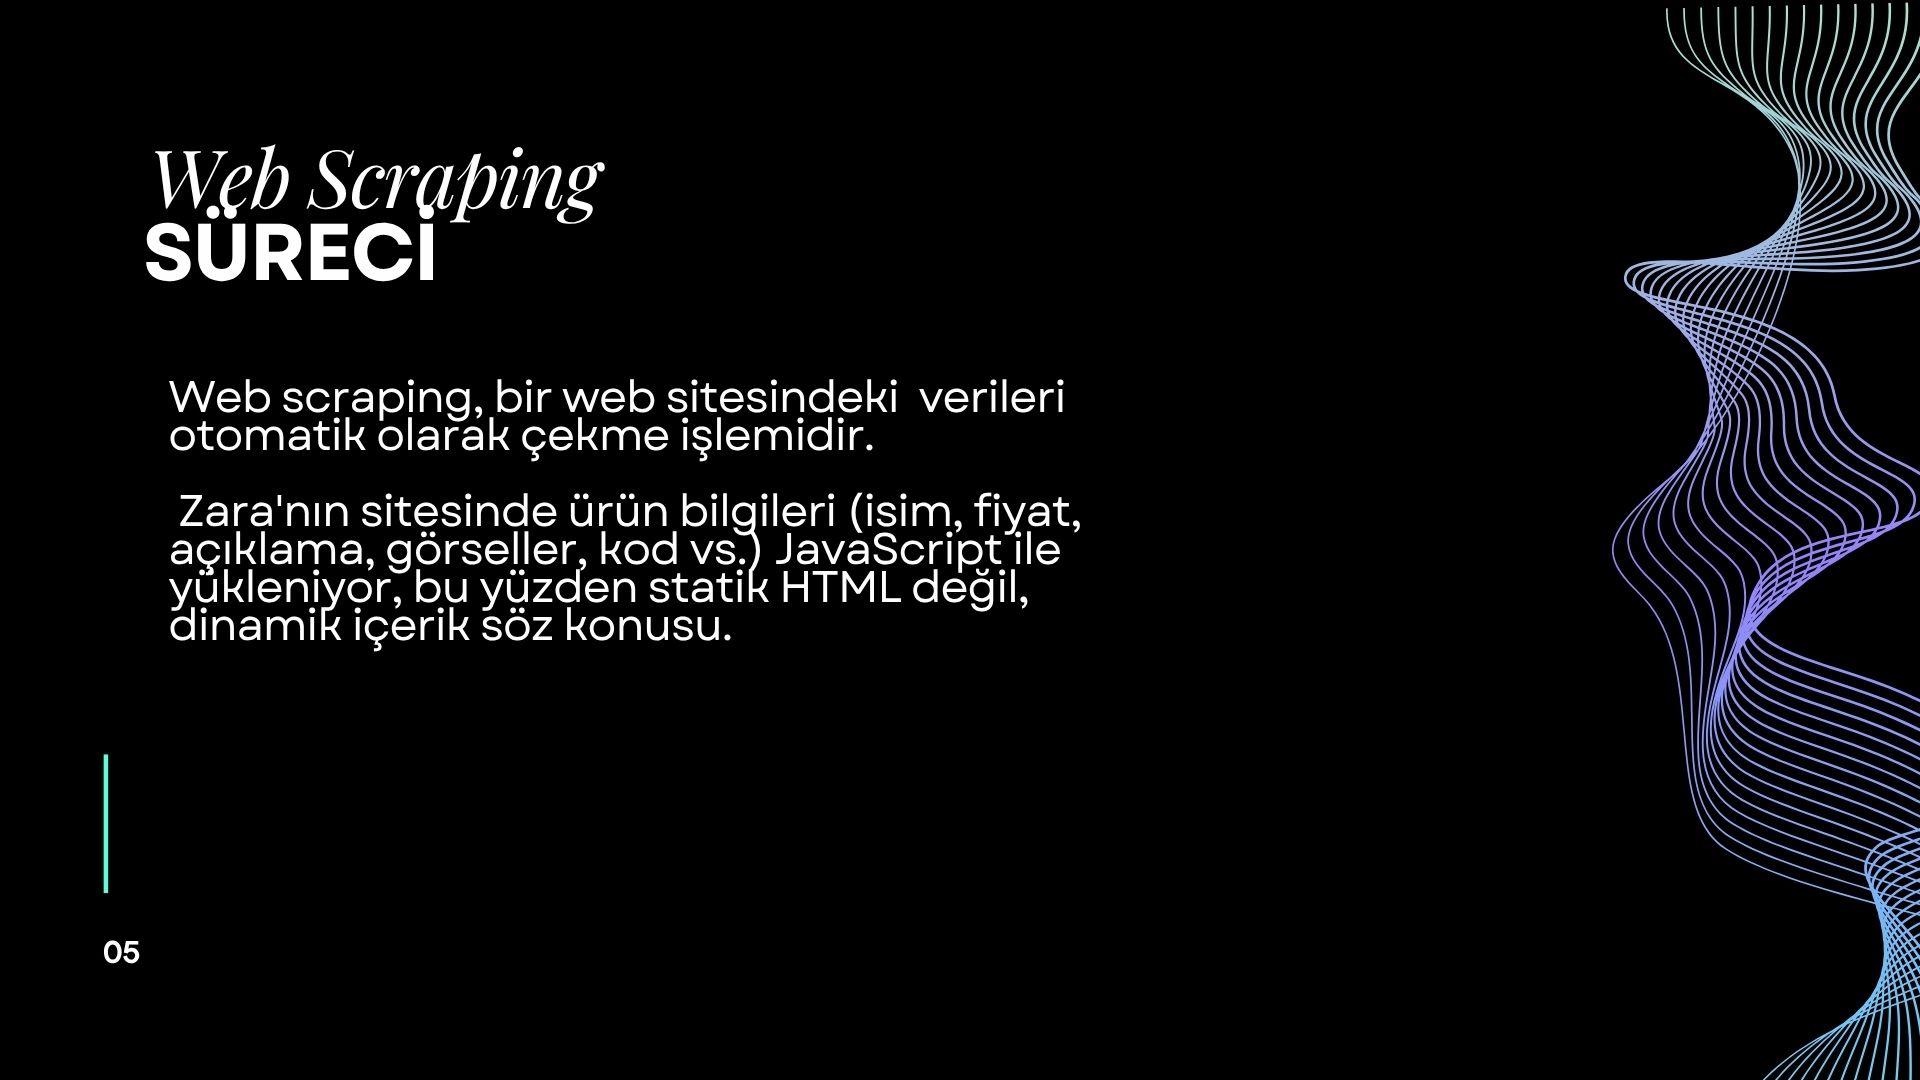 Web Scraping
SÜRECİ
Web scraping, bir web sitesindeki  verileri
otomatik olarak çekme işlemidir.
Zara'nın sitesinde ürün bilgileri (isim, fiyat,
açıklama, görseller, kod vs.) JavaScript ile
yükleniyor, bu yüzden statik HTML değil,
dinamik içerik söz konusu.
05